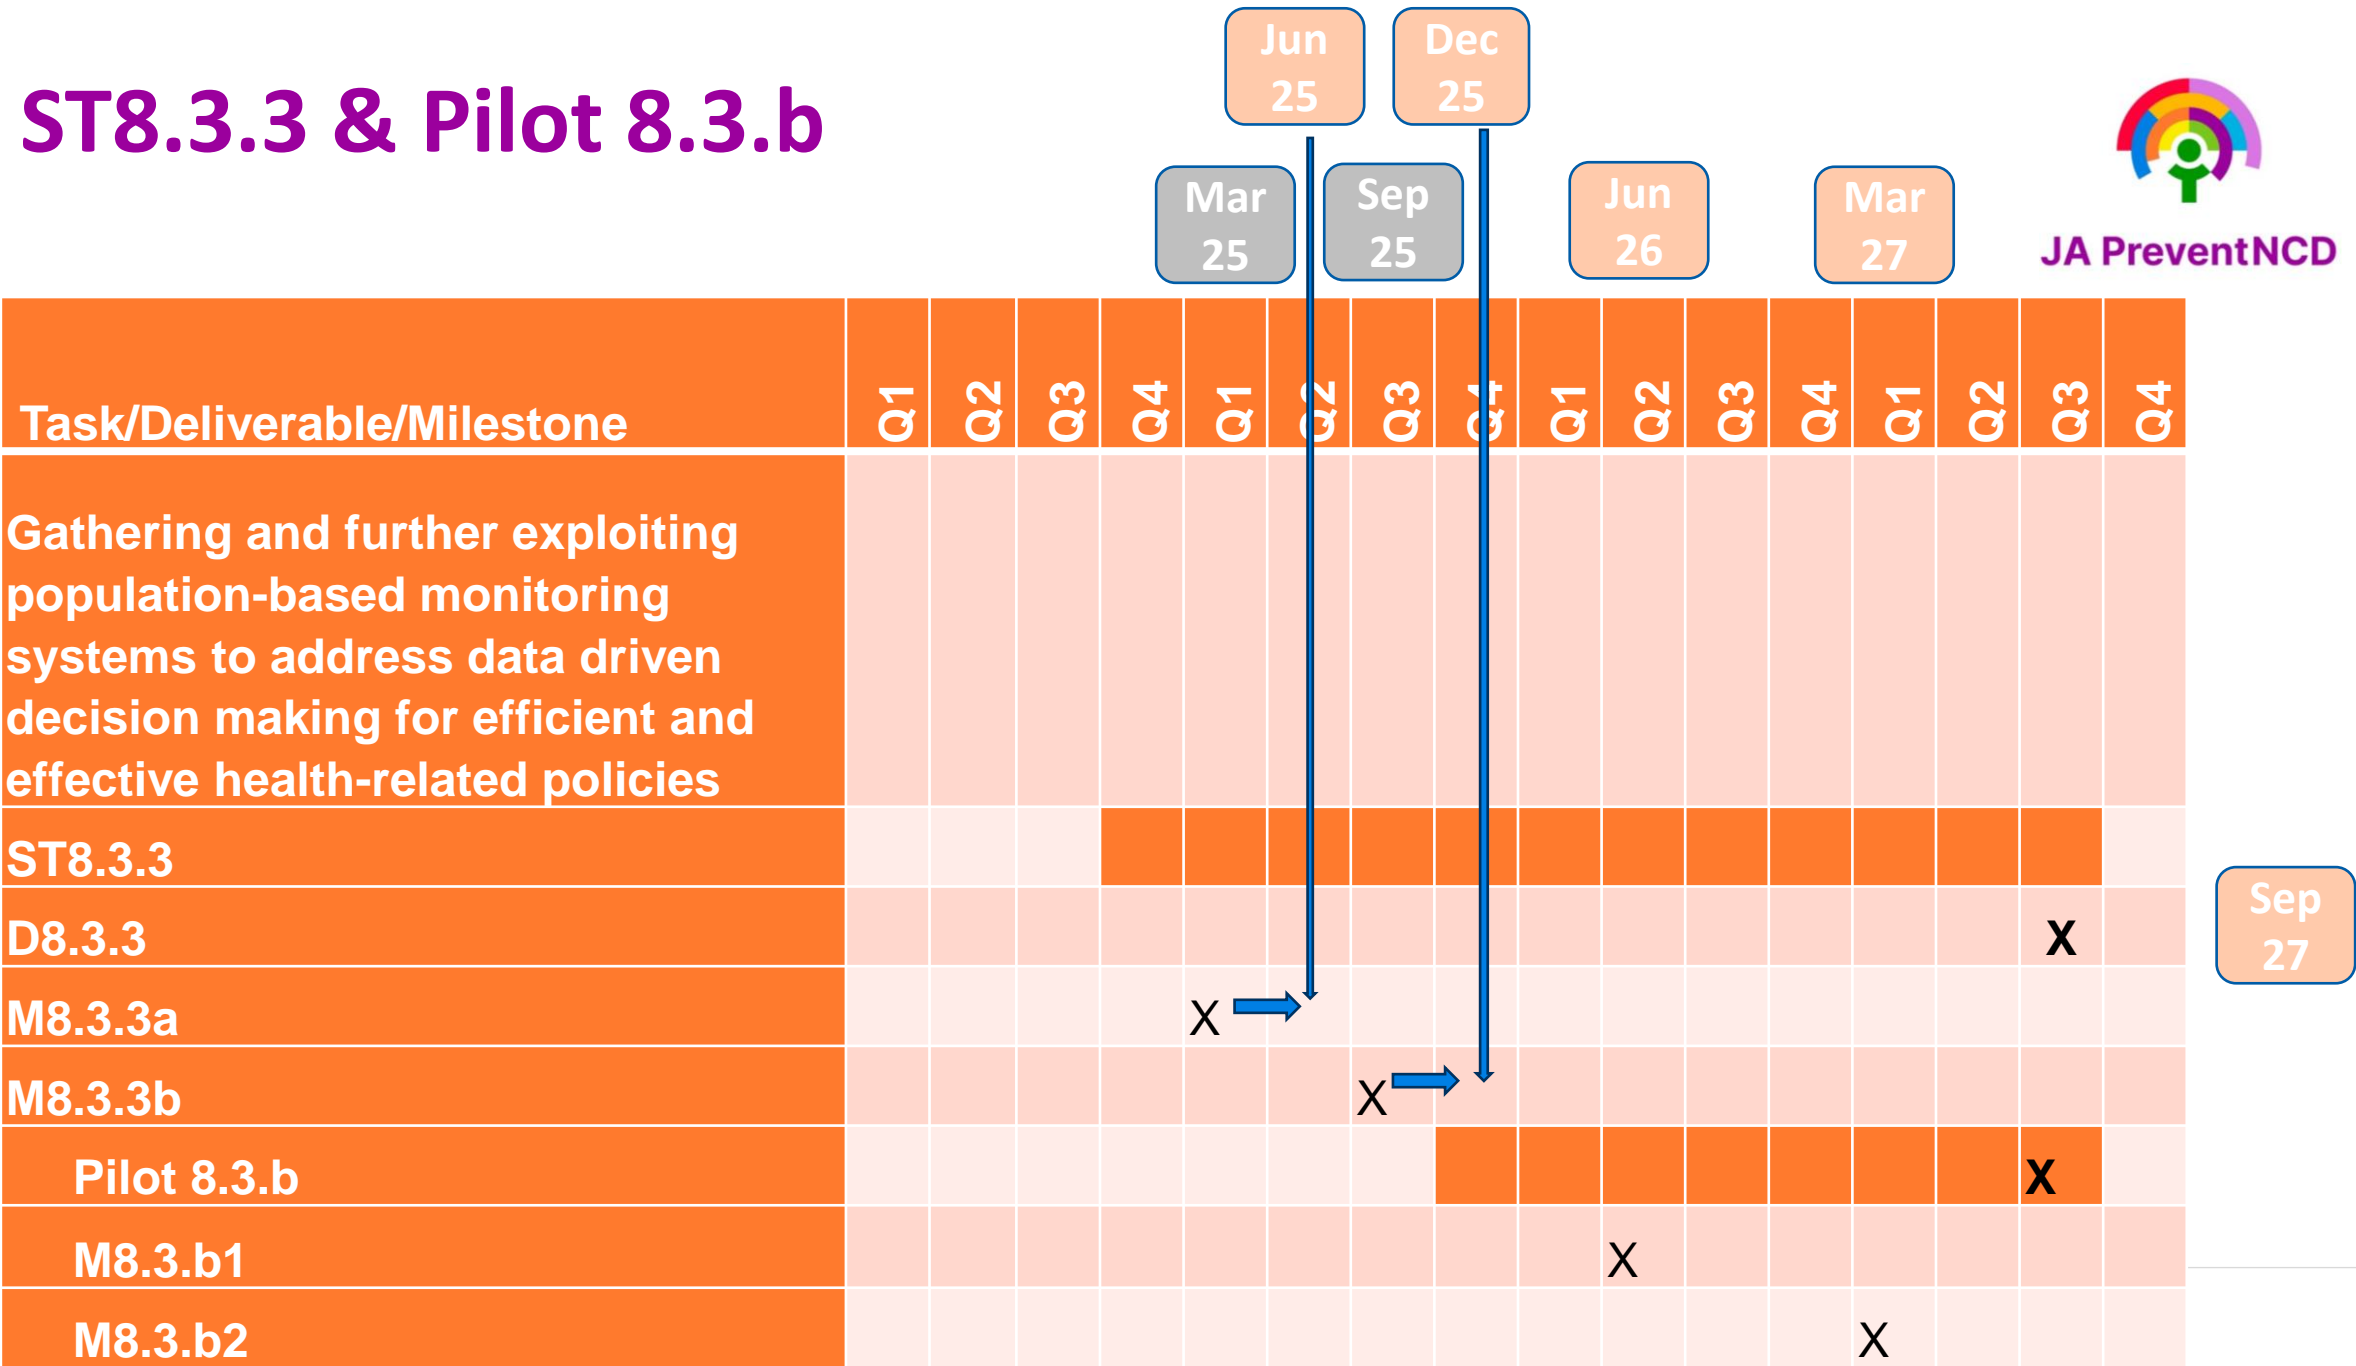 Jun
25
Dec
25
ST8.3.3 & Pilot 8.3.b
Mar
25
Sep
25
Jun
26
Mar
27
JA PreventNCD
Task/Deliverable/Milestone
Q1
Q2
Q3
Q4
Q1
Q2
Q3
Q4
Q1
Q2
Q3
Q4
Q1
Q2
Q3
Q4
Gathering and further exploiting
population-based monitoring
systems to address data driven
decision making for efficient and
effective health-related policies
ST8.3.3
D8.3.3
X
Sep
27
M8.3.3a
X
M8.3.3b
X
Pilot 8.3.b
X
M8.3.b1
X
M8.3.b2
X